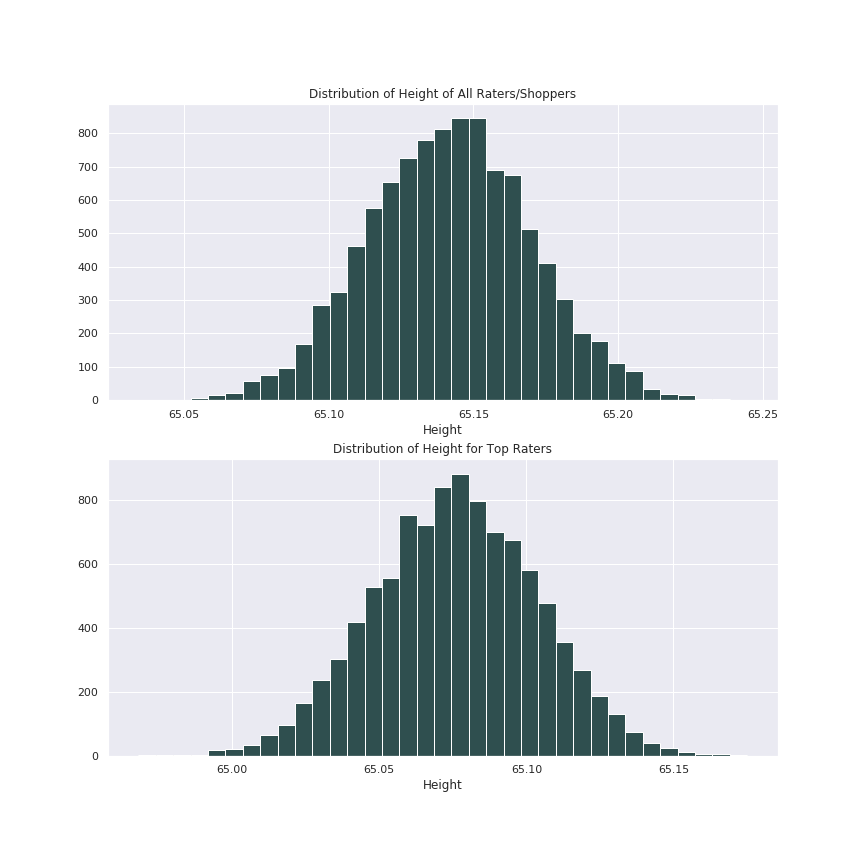 Distribution of Height of All Raters/Shoppers
800
700
600
500
400
300
200
100
0
65.05 65.10 65.15 65.20 65.25
Height
Distribution of Height for Top Raters
800
600
400
200
0
65.00 65.05 65.10 65.15
Height